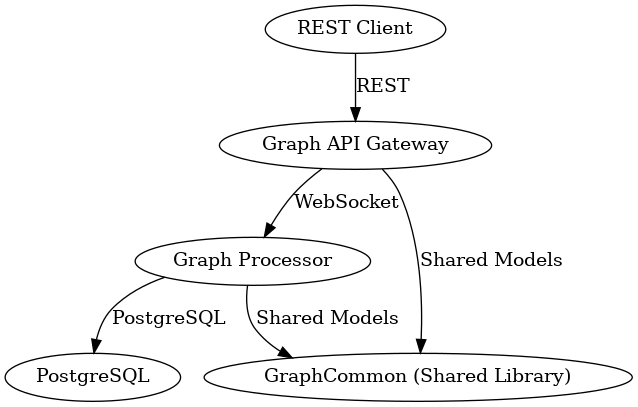 REST Client
REST
Graph API Gateway
WebSocket
Graph Processor
Shared Models
PostgreSQL
Shared Models
PostgreSQL
GraphCommon (Shared Library)